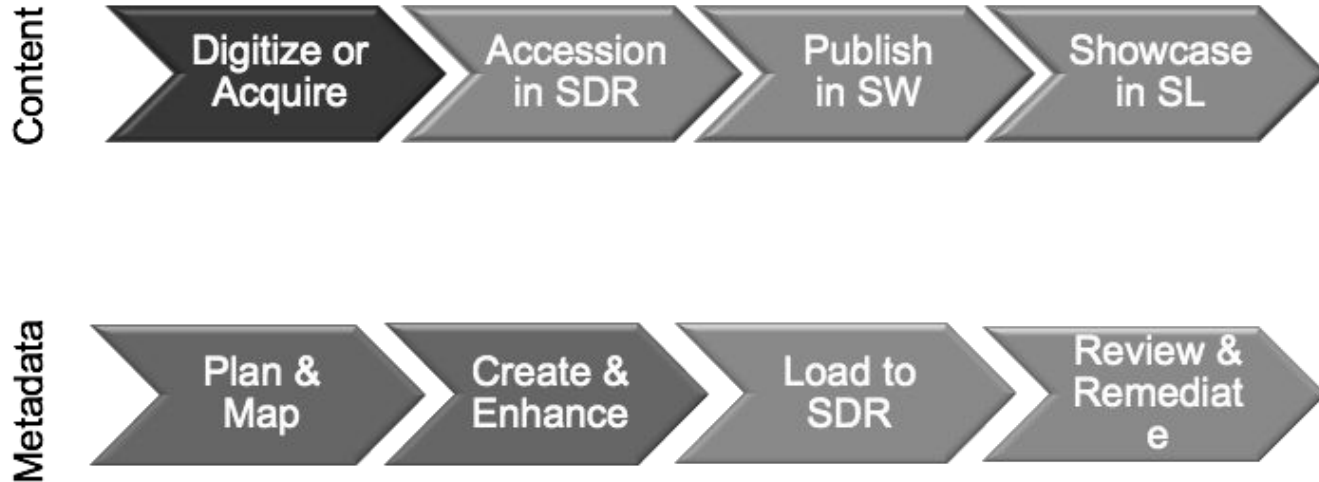 Content
Digitize or
Acquire
Accession
in SDR
Publish
in SW
Showcase
in SL
Metadata
Plan &
Map
Create &
Enhance
Load to
SDR
Review &
Remediat
e